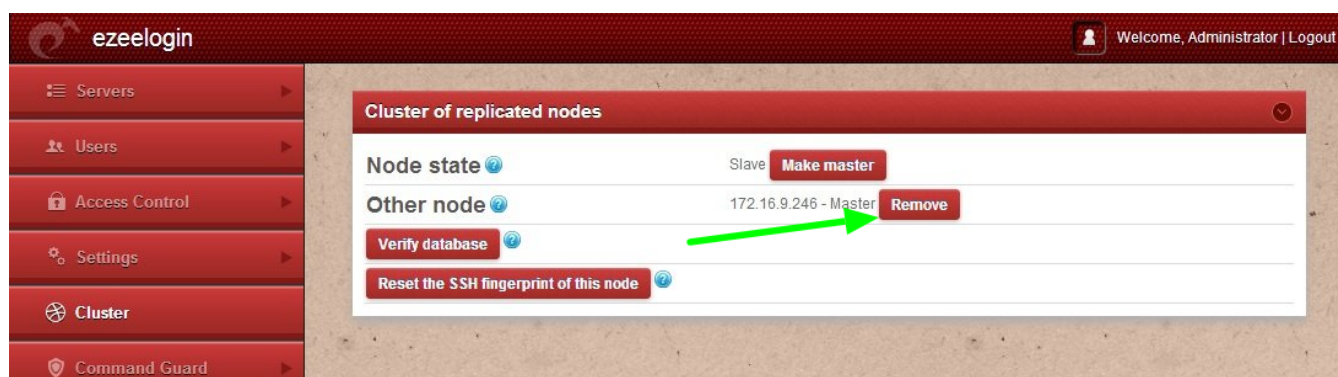 ezeelogin
Welcome, Administrator | Logout
Servers
Users
Access Control
Settings
Cluster
Command Guard
Cluster of replicated nodes
Node state ? Slave Make master
Other node ? 172.16.9.246 - Master Remove
Verify database ?
Reset the SSH fingerprint of this node ?